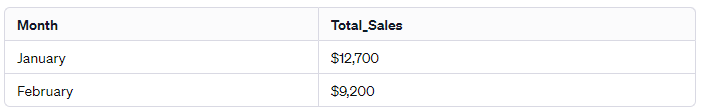 Month Total_Sales
January $12,700
February $9,200